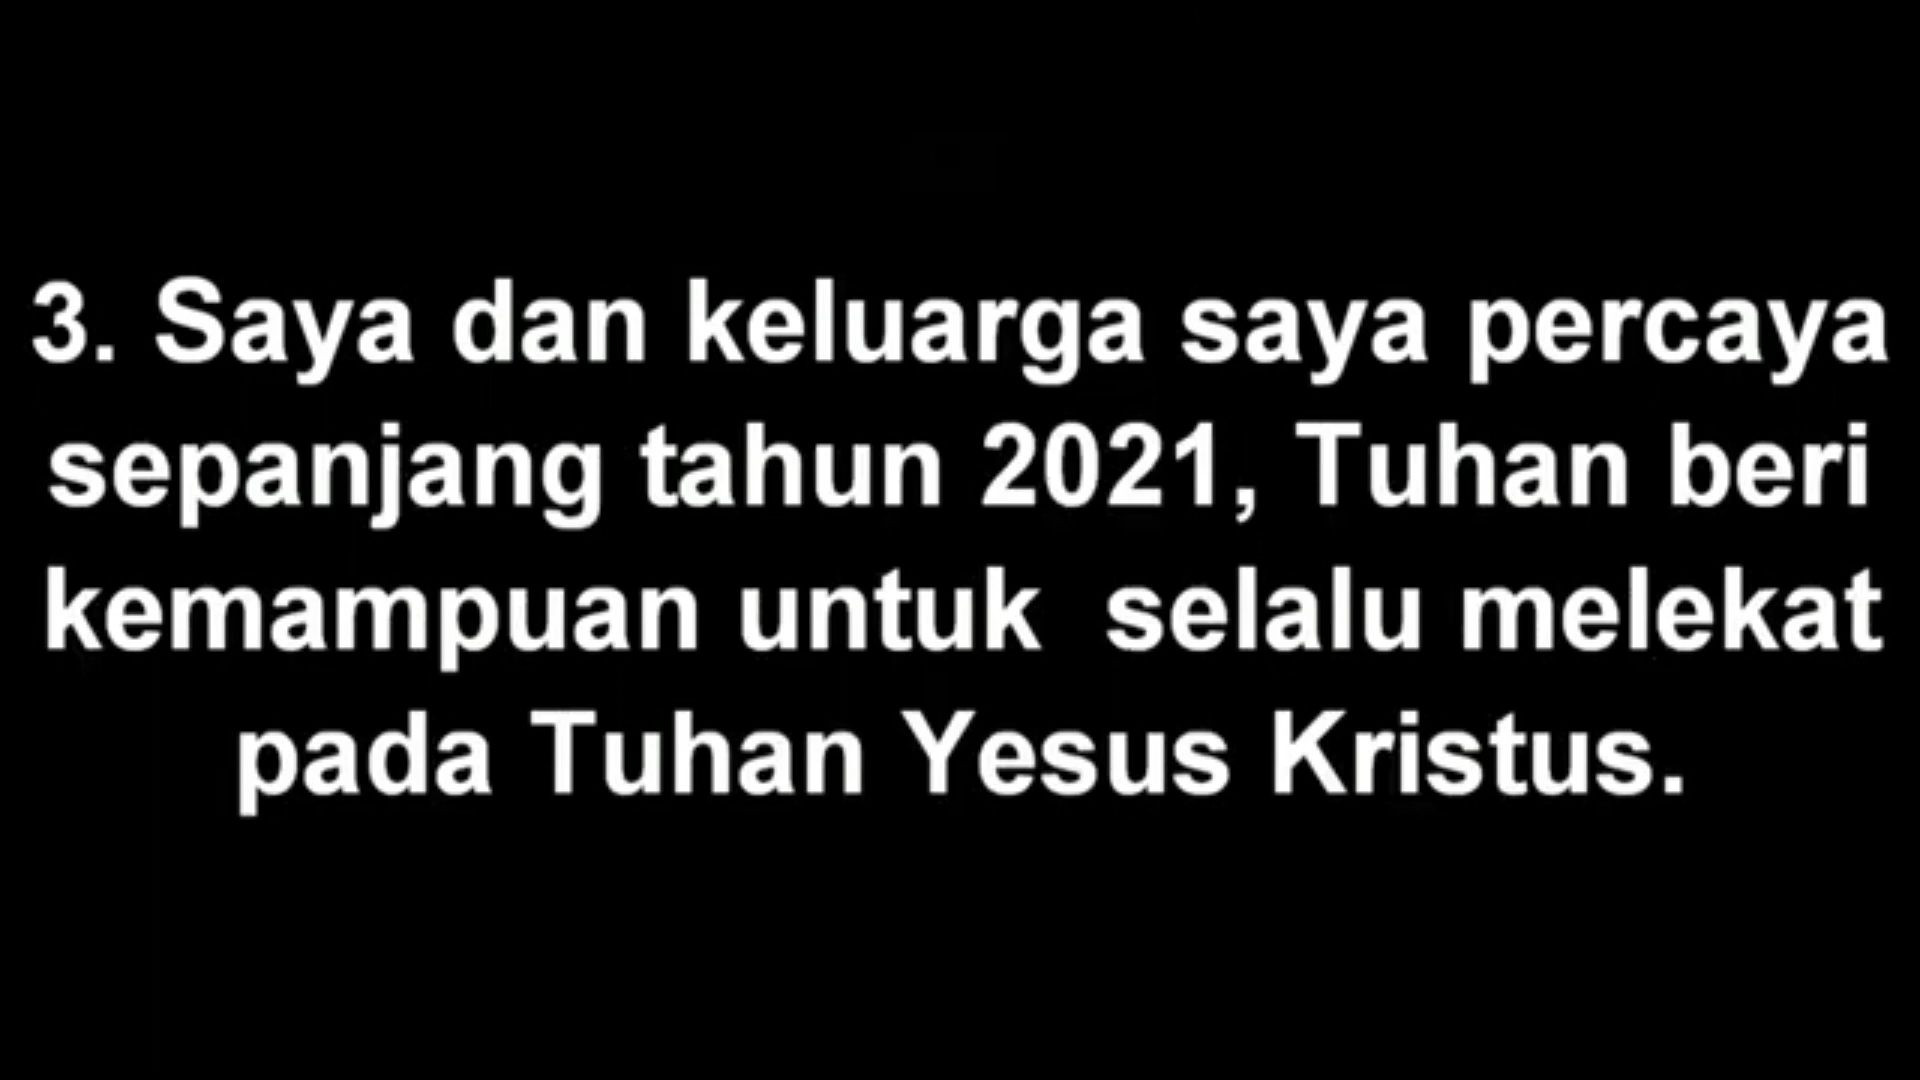 3. Saya dan keluarga saya percaya
sepanjang tahun 2021, Tuhan beri
kemampuan untuk  selalu melekat
pada Tuhan Yesus Kristus.